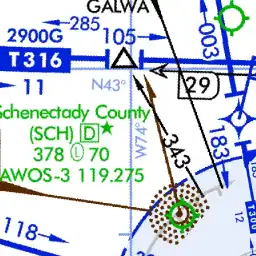 GALWA
285
2900G
105
003
T316
11
N43°
29
Schenectady County
(SCH) D★
W74°
343
183
378 Ⓛ 70
AWOS-3 119.275
118
T310
12